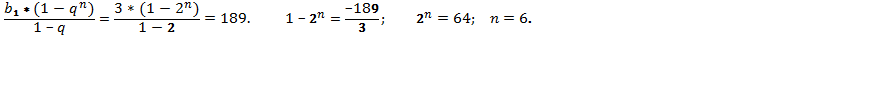 b₁ * (1 − qⁿ) / (1 − q) = 3 * (1 − 2ⁿ) / (1 − 2) = 189. 1 − 2ⁿ = −189 / 3; 2ⁿ = 64; n = 6.